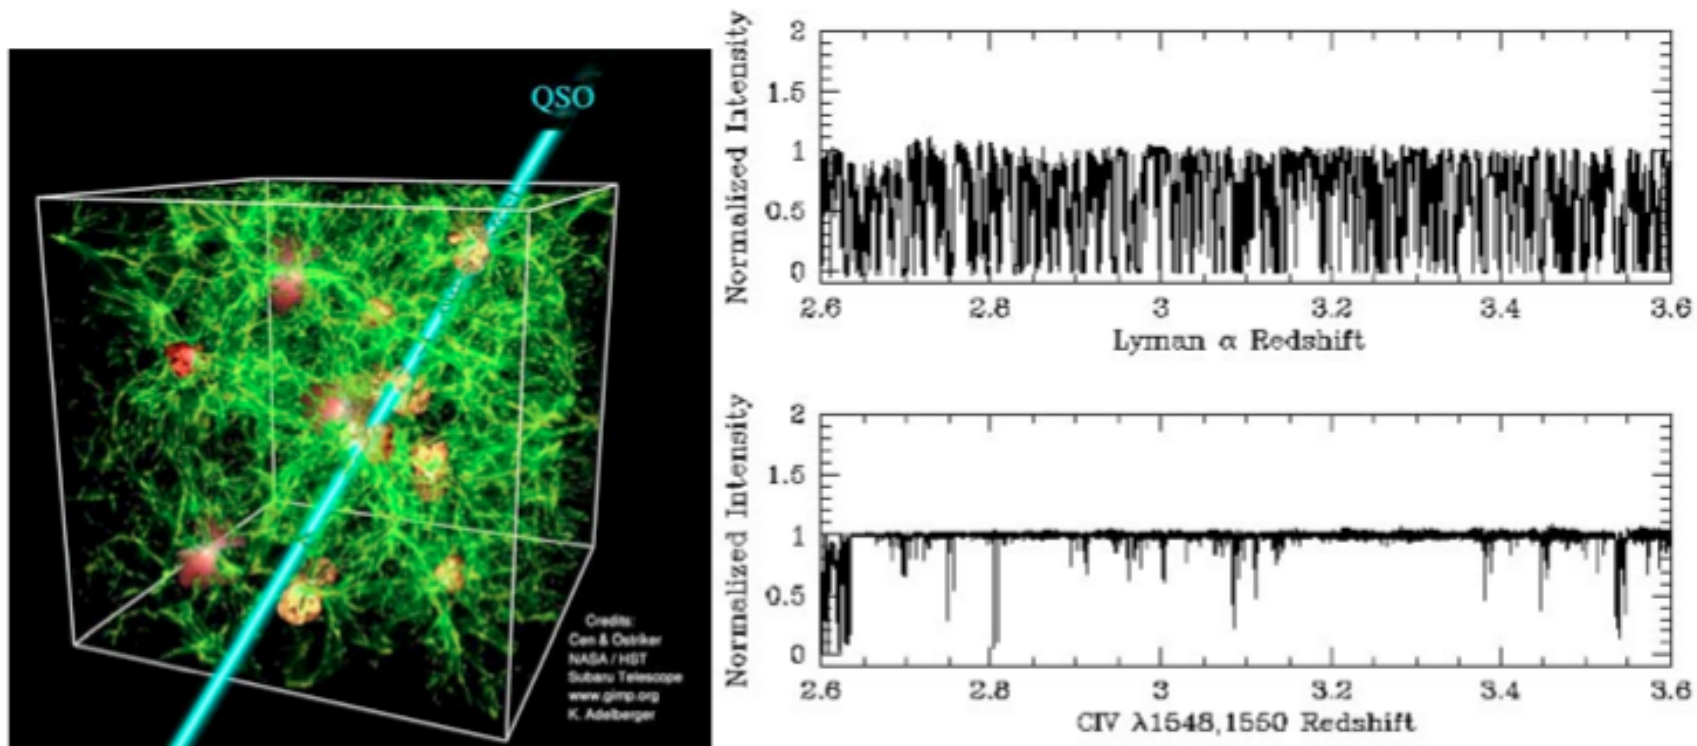 QSO
Credits:
Cen & Ostriker
NASA / HST
Subaru Telescope
www.gimp.org
K. Adelberger
Normalized Intensity
2
1.5
1
0.5
0
2.6 2.8 3 3.2 3.4 3.6
Lyman α Redshift
Normalized Intensity
2
1.5
1
0.5
0
2.6 2.8 3 3.2 3.4 3.6
CIV λ1548,1550 Redshift